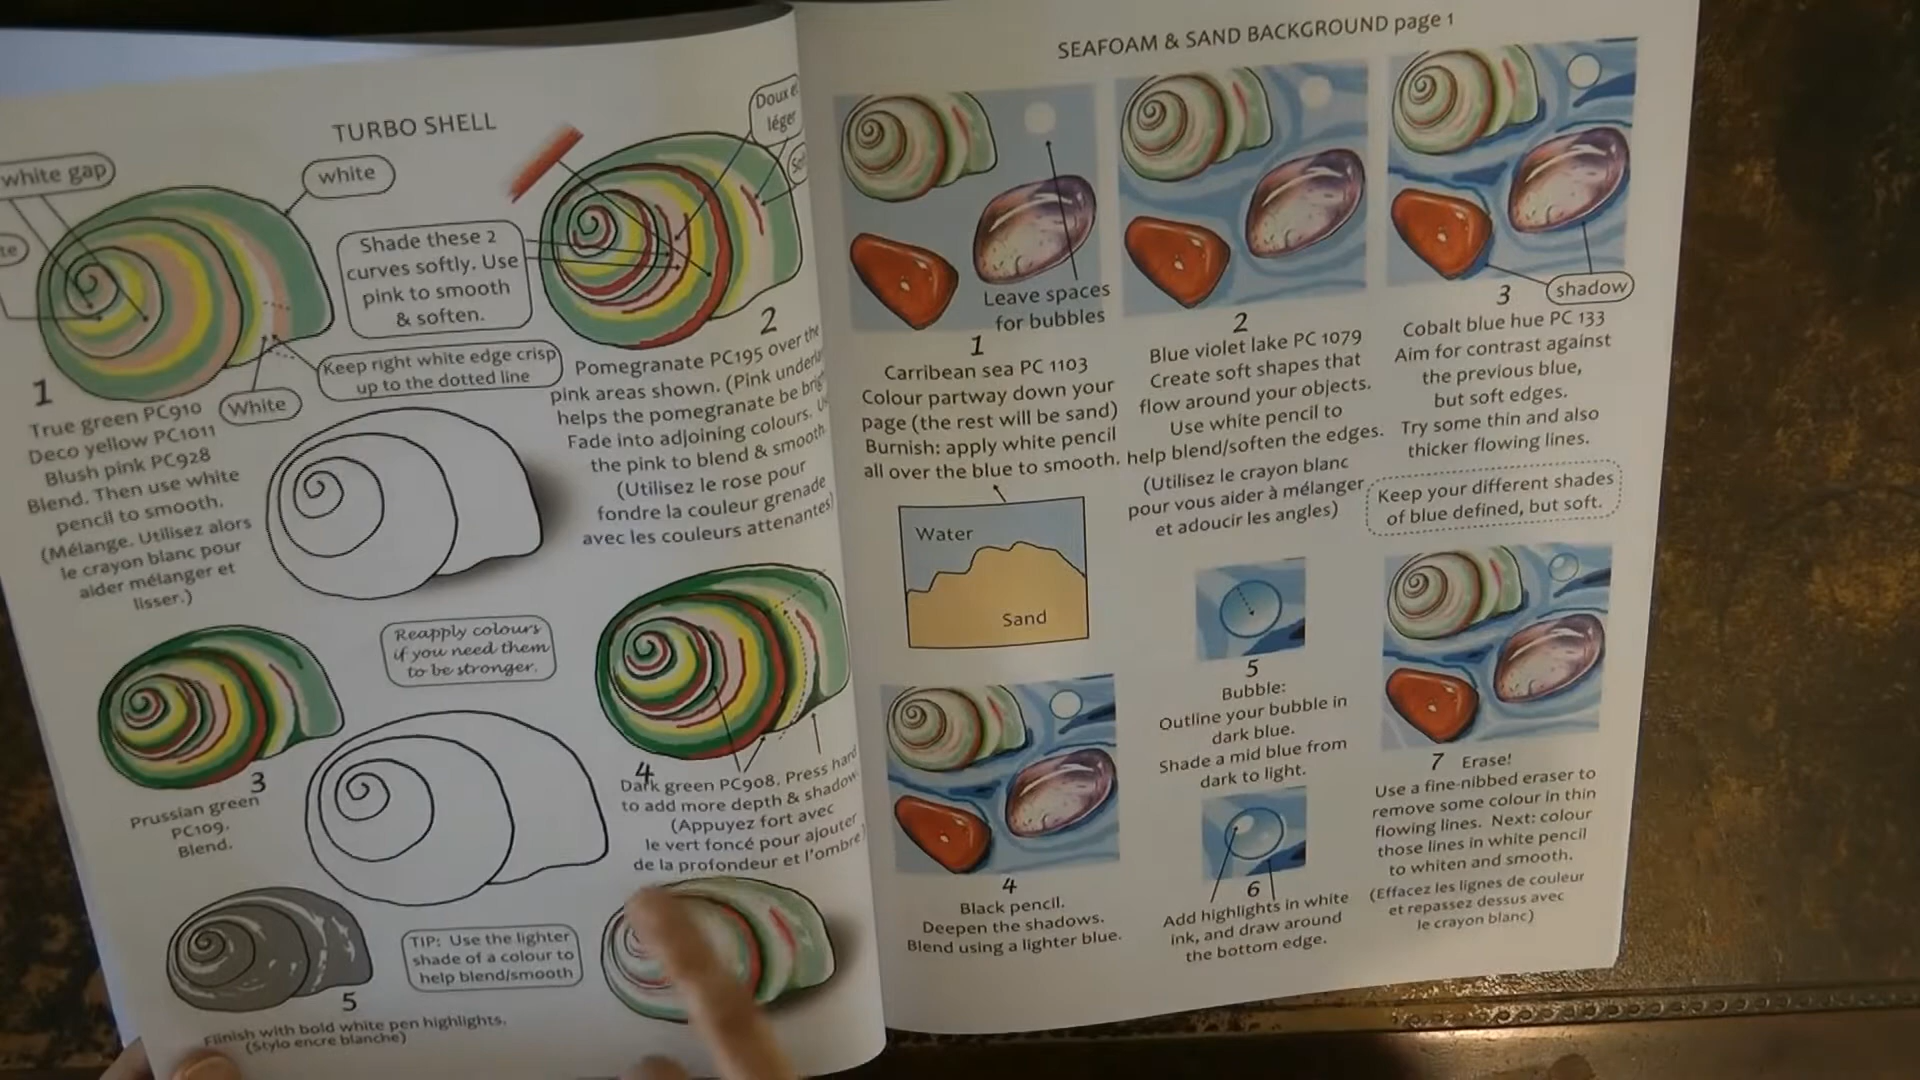 TURBO SHELL
white gap
white
Shade these 2
curves softly. Use
pink to smooth
& soften.
Keep right white edge crisp
up to the dotted line
White
1
True green PC910
Deco yellow PC1011
Blush pink PC928
Blend. Then use white
pencil to smooth.
(Mélange. Utilisez alors
le crayon blanc pour
aider mélanger et
lisser.)
léger
2
Pomegranate PC195 over the
pink areas shown. (Pink
helps the pomegranate be
Fade into adjoining colours.
the pink to blend & smooth.
(Utilisez le rose pour
fondre la couleur grenade
avec les couleurs attenantes)
3
Prussian green
PC109.
Blend.
Reapply colours
if you need them
to be stronger.
4
Dark green PC908. Press hard
to add more depth & shadow.
(Appuyez fort avec
le vert foncé pour ajouter
de la profondeur et l'ombre)
5
Fiinish with bold white pen highlights.
(Stylo encre blanche)
TIP: Use the lighter
shade of a colour to
help blend/smooth
SEAFOAM & SAND BACKGROUND page 1
Leave spaces
for bubbles
1
Carribean sea PC 1103
Colour partway down your
page (the rest will be sand)
Burnish: apply white pencil
all over the blue to smooth.
Water
Sand
2
Blue violet lake PC 1079
Create soft shapes that
flow around your objects.
Use white pencil to
help blend/soften the edges.
(Utilisez le crayon blanc
pour vous aider à mélanger
et adoucir les angles)
shadow
3
Cobalt blue hue PC 133
Aim for contrast against
the previous blue,
but soft edges.
Try some thin and also
thicker flowing lines.
Keep your different shades
of blue defined, but soft.
4
Black pencil.
Deepen the shadows.
Blend using a lighter blue.
5
Bubble:
Outline your bubble in
dark blue.
Shade a mid blue from
dark to light.
6
Add highlights in white
ink, and draw around
the bottom edge.
7 Erase!
Use a fine-nibbed eraser to
remove some colour in thin
flowing lines. Next: colour
those lines in white pencil
to whiten and smooth.
(Effacez les lignes de couleur
et repassez dessus avec
le crayon blanc)